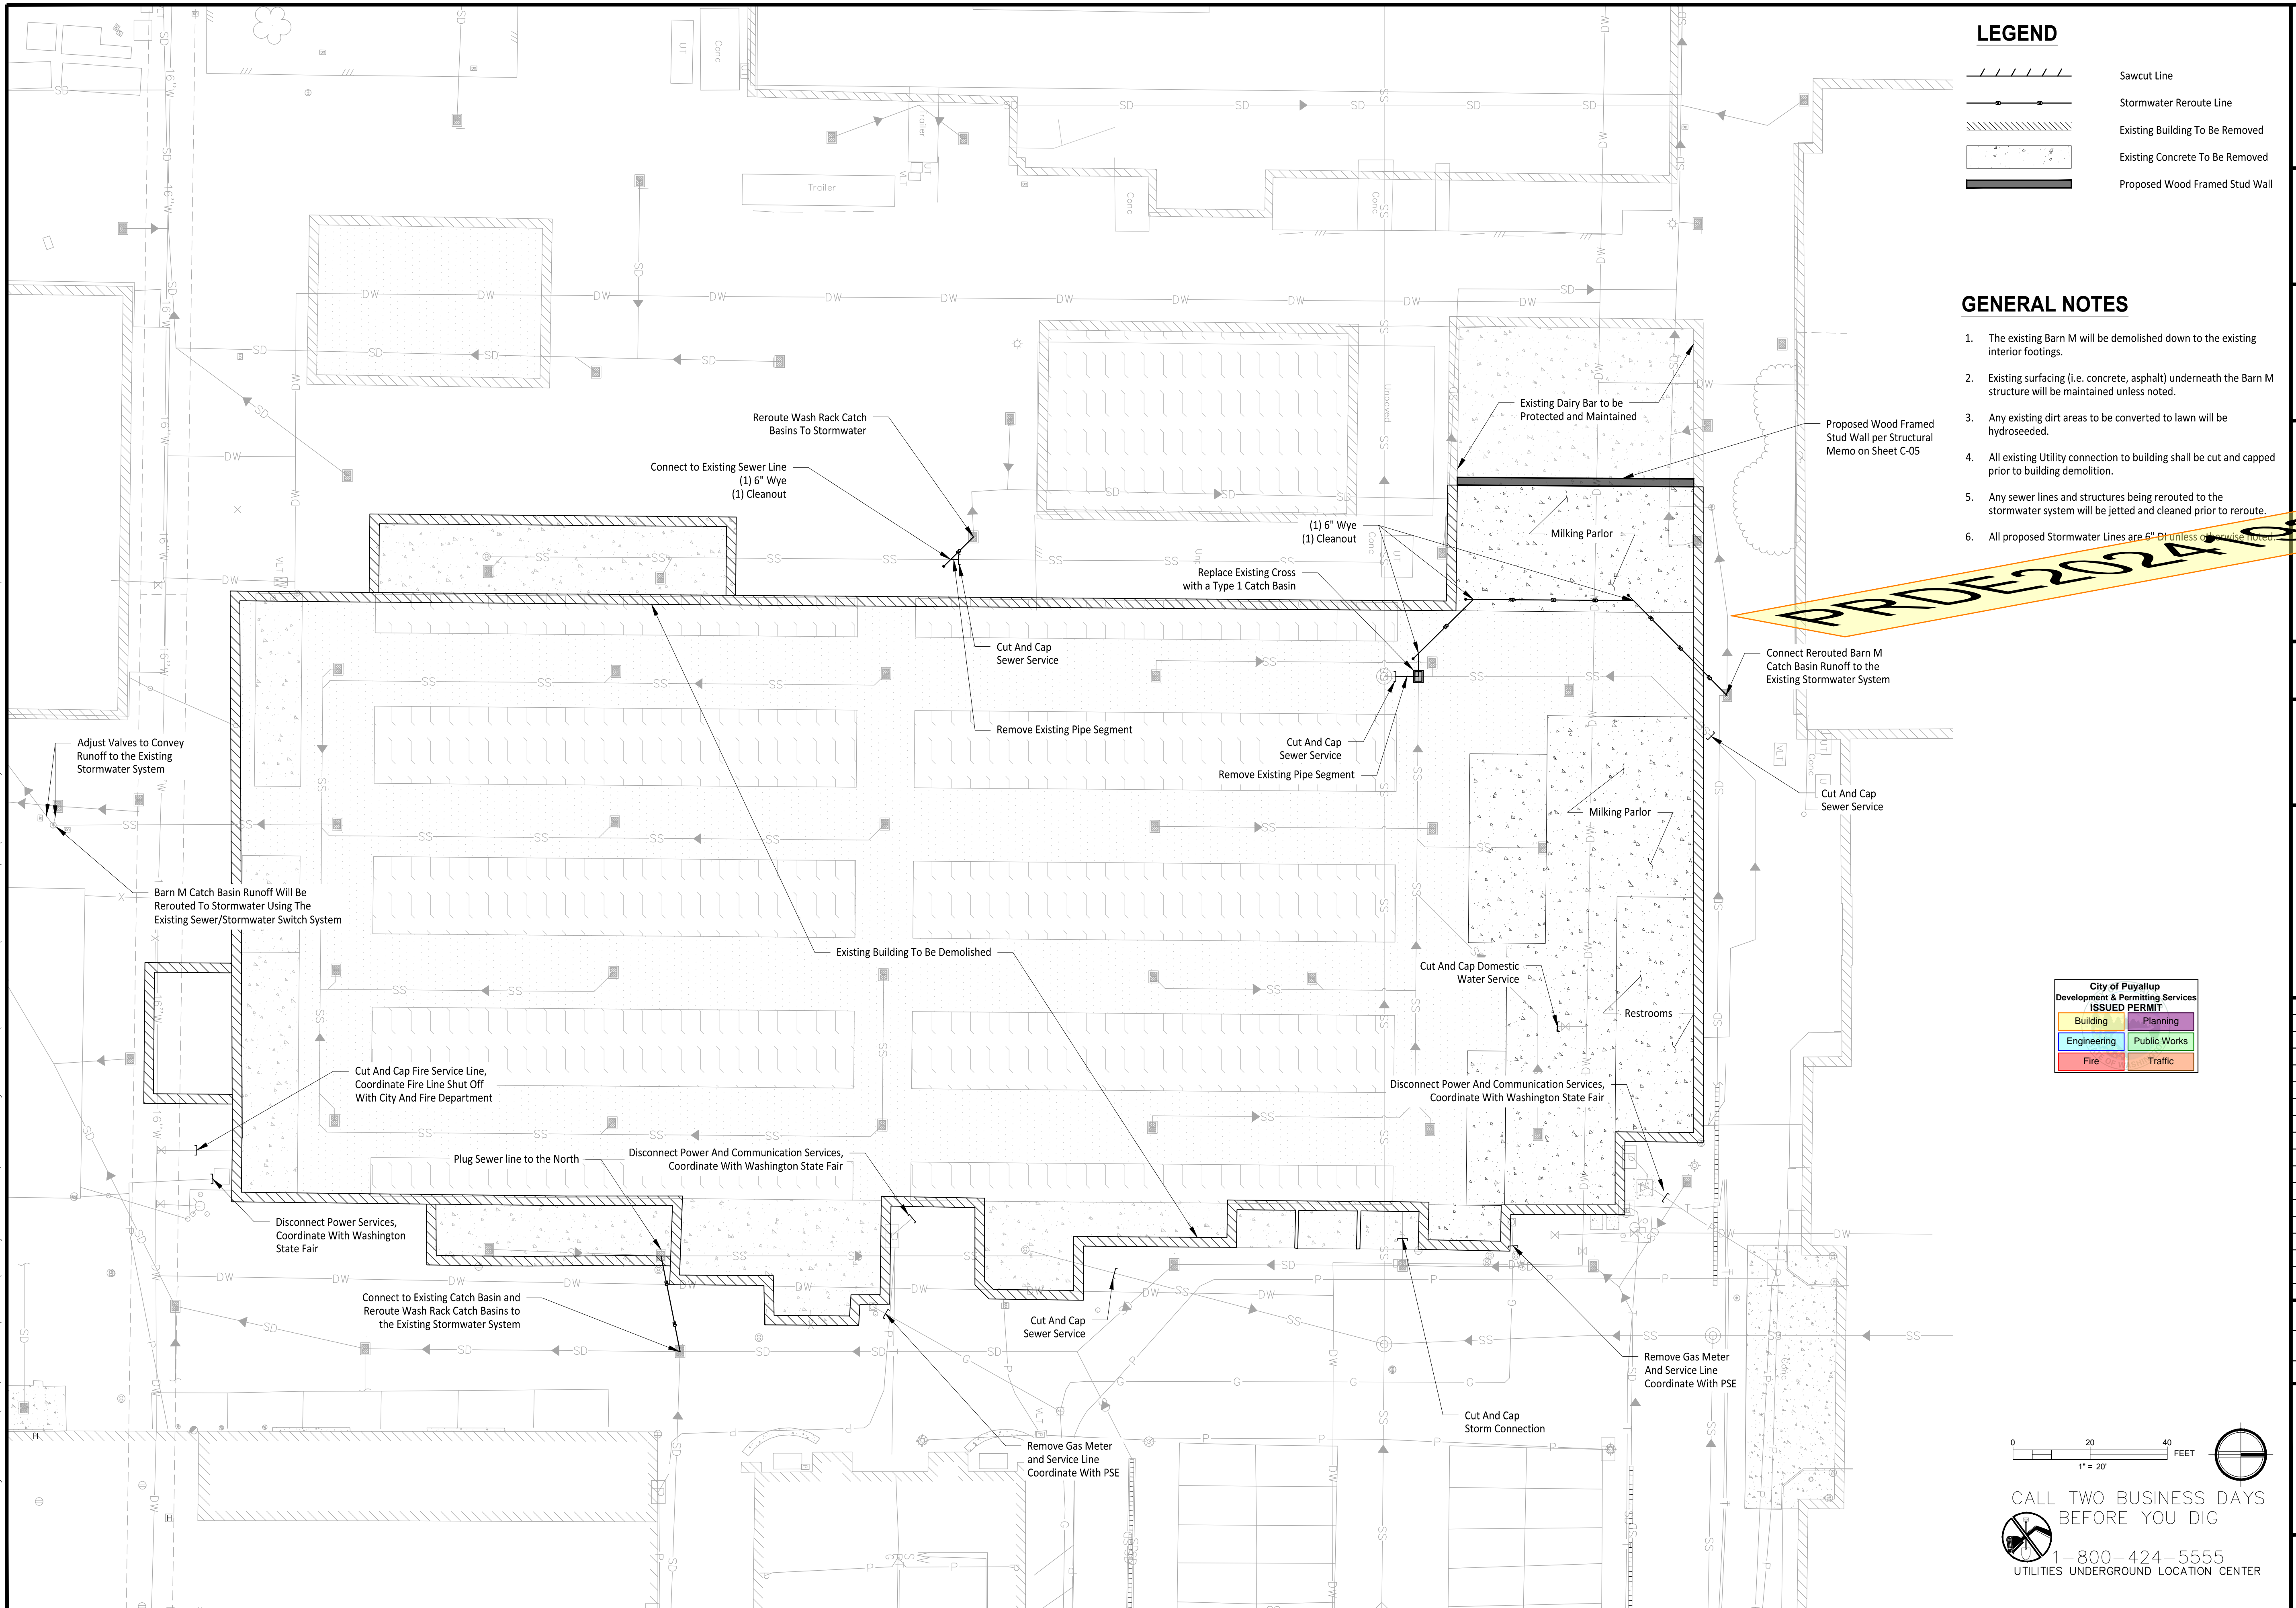 LEGEND
Sawcut Line
Stormwater Reroute Line
Existing Building To Be Removed
Existing Concrete To Be Removed
Proposed Wood Framed Stud Wall
GENERAL NOTES
1. The existing Barn M will be demolished down to the existing
interior footings.
2. Existing surfacing (i.e. concrete, asphalt) underneath the Barn M
structure will be maintained unless noted.
3. Any existing dirt areas to be converted to lawn will be
hydroseeded.
4. All existing Utility connection to building shall be cut and capped
prior to building demolition.
5. Any sewer lines and structures being rerouted to the
stormwater system will be jetted and cleaned prior to reroute.
6. All proposed Stormwater Lines are 6" DI unless otherwise noted.
Reroute Wash Rack Catch
Basins To Stormwater
Connect to Existing Sewer Line
(1) 6" Wye
(1) Cleanout
Existing Dairy Bar to be
Protected and Maintained
Proposed Wood Framed
Stud Wall per Structural
Memo on Sheet C-05
(1) 6" Wye
(1) Cleanout
Milking Parlor
Replace Existing Cross
with a Type 1 Catch Basin
Cut And Cap
Sewer Service
Connect Rerouted Barn M
Catch Basin Runoff to the
Existing Stormwater System
Remove Existing Pipe Segment
Cut And Cap
Sewer Service
Remove Existing Pipe Segment
Adjust Valves to Convey
Runoff to the Existing
Stormwater System
Cut And Cap
Sewer Service
Milking Parlor
Barn M Catch Basin Runoff Will Be
Rerouted To Stormwater Using The
Existing Sewer/Stormwater Switch System
Existing Building To Be Demolished
Cut And Cap Domestic
Water Service
Restrooms
Cut And Cap Fire Service Line,
Coordinate Fire Line Shut Off
With City And Fire Department
Disconnect Power And Communication Services,
Coordinate With Washington State Fair
Plug Sewer line to the North
Disconnect Power And Communication Services,
Coordinate With Washington State Fair
Disconnect Power Services,
Coordinate With Washington
State Fair
Connect to Existing Catch Basin and
Reroute Wash Rack Catch Basins to
the Existing Stormwater System
Cut And Cap
Sewer Service
Remove Gas Meter
And Service Line
Coordinate With PSE
Cut And Cap
Storm Connection
Remove Gas Meter
and Service Line
Coordinate With PSE
City of Puyallup
Development & Permitting Services
ISSUED PERMIT
Building Planning
Engineering Public Works
Fire Traffic
0 20 40
FEET
1" = 20'
CALL TWO BUSINESS DAYS
BEFORE YOU DIG
1-800-424-5555
UTILITIES UNDERGROUND LOCATION CENTER
Trailer
Trailer
Conc
Conc
Conc
UT
UT
VLT
VLT
Unpaved
16"W
SD
SS
DW
G
P